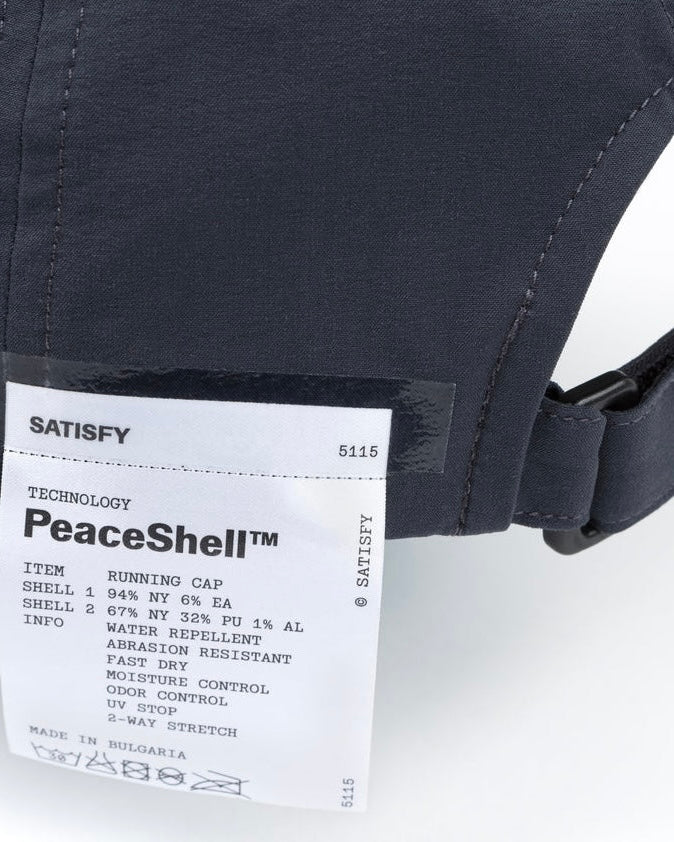 SATISFY
5115
TECHNOLOGY
PeaceShell™
ITEM RUNNING CAP
SHELL 1 94% NY 6% EA
SHELL 2 67% NY 32% PU 1% AL
INFO WATER REPELLENT
ABRASION RESISTANT
FAST DRY
MOISTURE CONTROL
ODOR CONTROL
UV STOP
2-WAY STRETCH
MADE IN BULGARIA
30
© SATISFY
5115